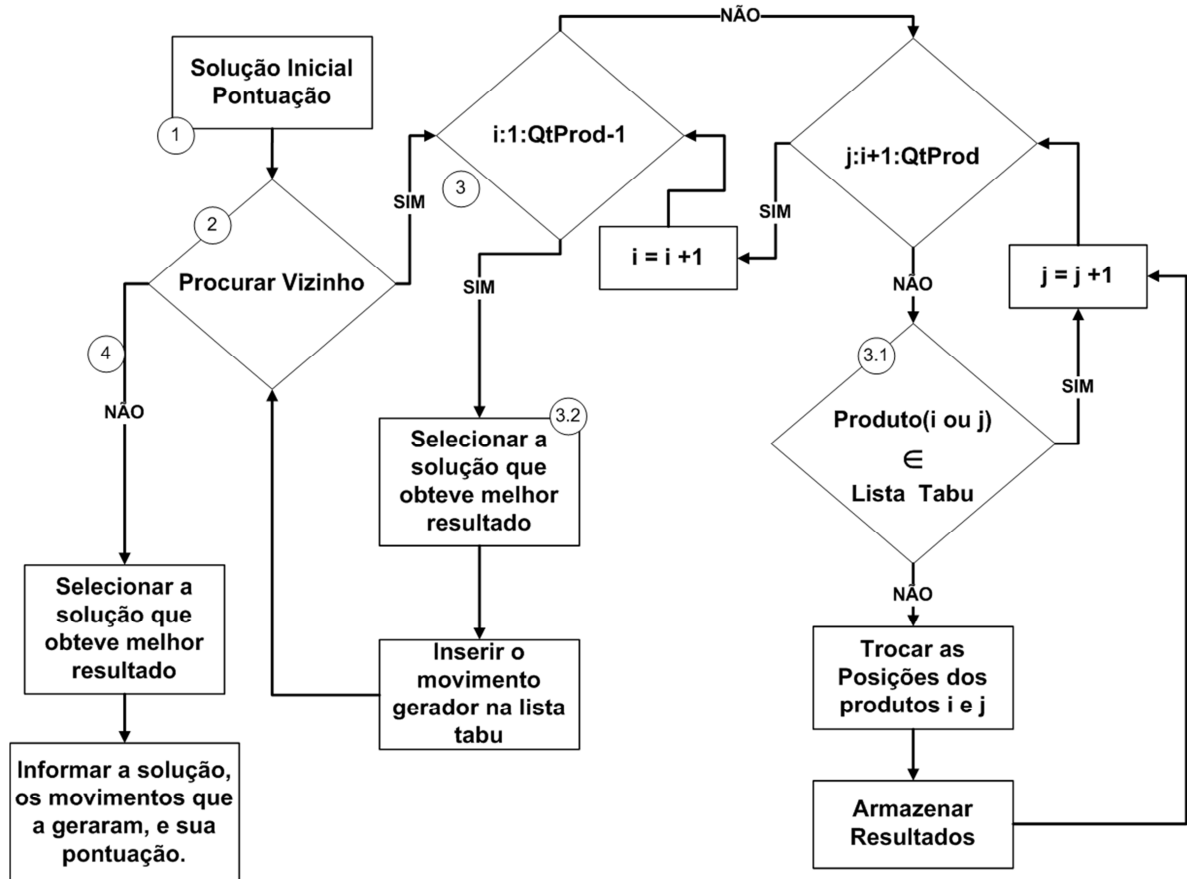 NÃO
Solução Inicial
Pontuação
1
i:1:QtProd-1
j:i+1:QtProd
3
SIM
2
Procurar Vizinho
SIM
i = i +1
SIM
NÃO
j = j +1
4
NÃO
3.1
Produto(i ou j)
∈
Lista Tabu
SIM
3.2
Selecionar a
solução que
obteve melhor
resultado
NÃO
Selecionar a
solução que
obteve melhor
resultado
Inserir o
movimento
gerador na lista
tabu
Trocar as
Posições dos
produtos i e j
Informar a solução,
os movimentos que
a geraram, e sua
pontuação.
Armazenar
Resultados